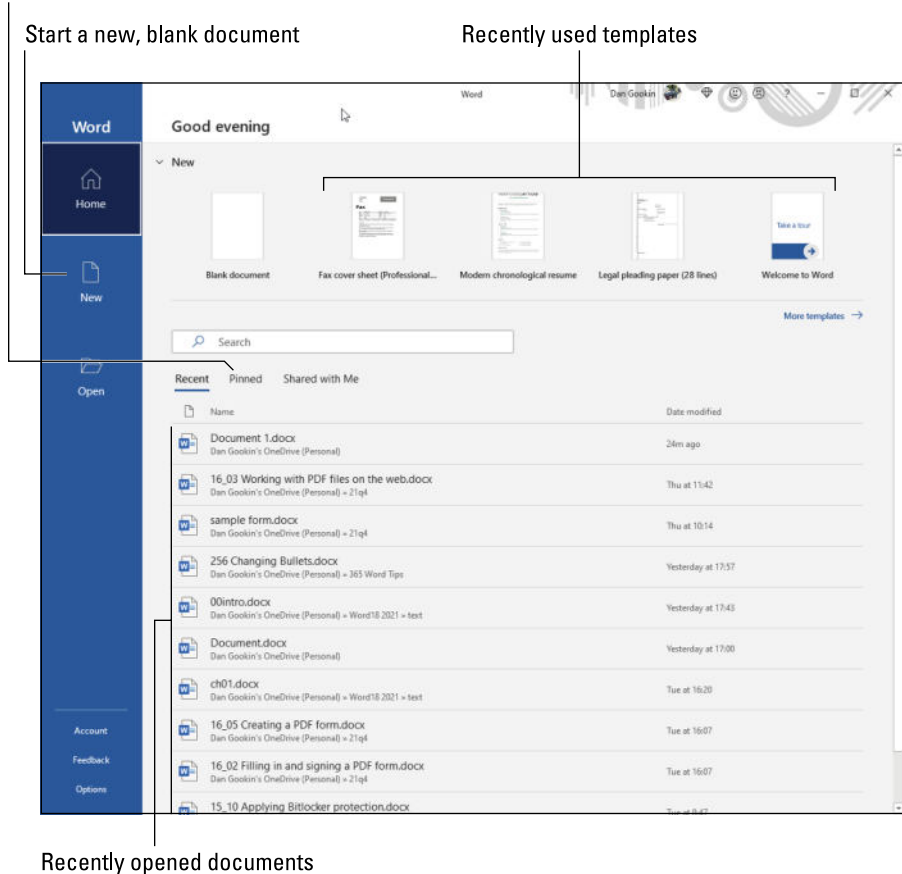 Start a new, blank document
Recently used templates
Word
Dan Gookin
?
Word
Good evening
New
Home
Take a tour
Blank document
Fax cover sheet (Professional...
Modern chronological resume
Legal pleading paper (28 lines)
Welcome to Word
New
More templates
Search
Open
Recent
Pinned
Shared with Me
Name
Date modified
Document 1.docx
24m ago
Dan Gookin's OneDrive (Personal)
16_03 Working with PDF files on the web.docx
Thu at 11:42
Dan Gookin's OneDrive (Personal) » 21q4
sample form.docx
Thu at 10:14
Dan Gookin's OneDrive (Personal) » 21q4
256 Changing Bullets.docx
Yesterday at 17:57
Dan Gookin's OneDrive (Personal) » 365 Word Tips
00intro.docx
Yesterday at 17:43
Dan Gookin's OneDrive (Personal) » Word18 2021 » text
Document.docx
Yesterday at 17:00
Dan Gookin's OneDrive (Personal)
ch01.docx
Tue at 16:20
Dan Gookin's OneDrive (Personal) » Word18 2021 » text
Account
16_05 Creating a PDF form.docx
Tue at 16:07
Dan Gookin's OneDrive (Personal) » 21q4
Feedback
16_02 Filling in and signing a PDF form.docx
Tue at 16:07
Dan Gookin's OneDrive (Personal) » 21q4
Options
15_10 Applying Bitlocker protection.docx
Recently opened documents